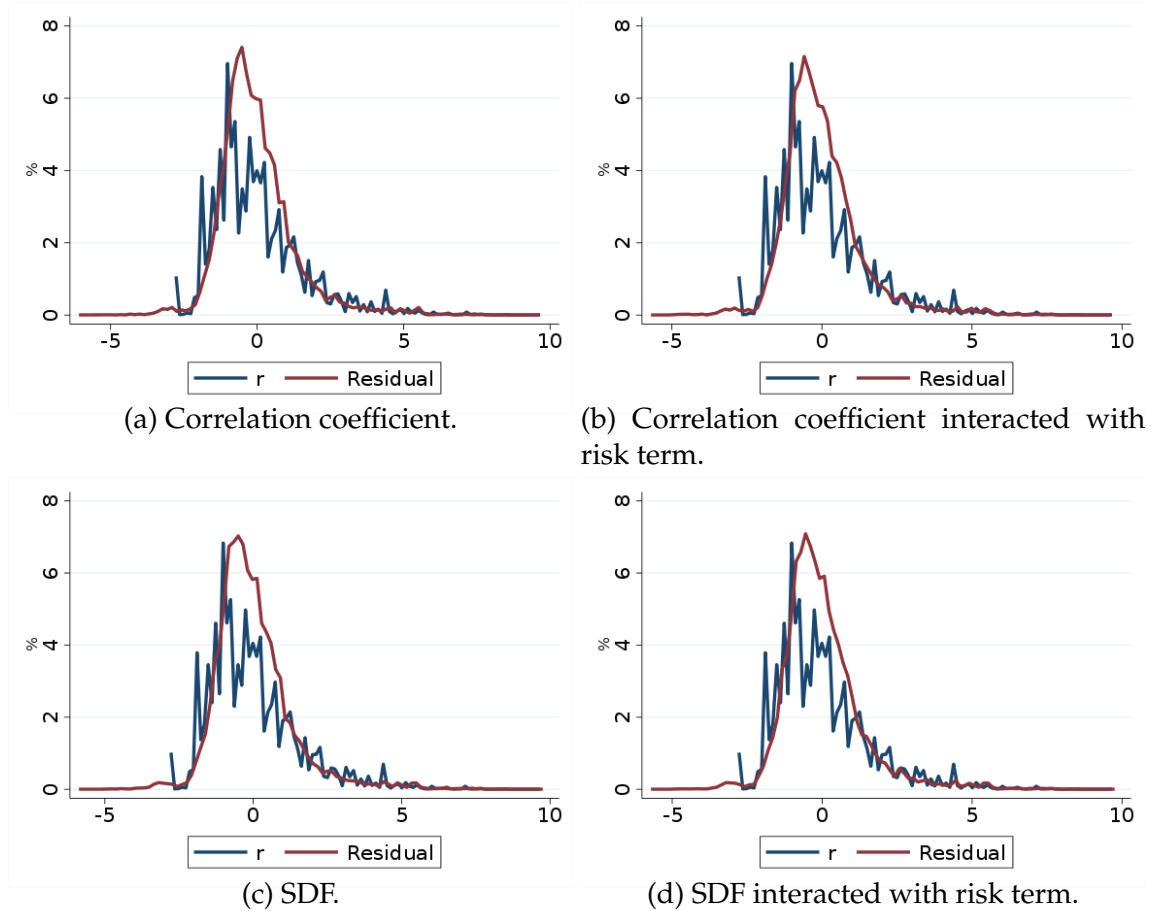 8
6
%
4
2
0
-5 0 5 10
r Residual
(a) Correlation coefficient.
8
6
%
4
2
0
-5 0 5 10
r Residual
(b) Correlation coefficient interacted with
risk term.
8
6
%
4
2
0
-5 0 5 10
r Residual
(c) SDF.
8
6
%
4
2
0
-5 0 5 10
r Residual
(d) SDF interacted with risk term.